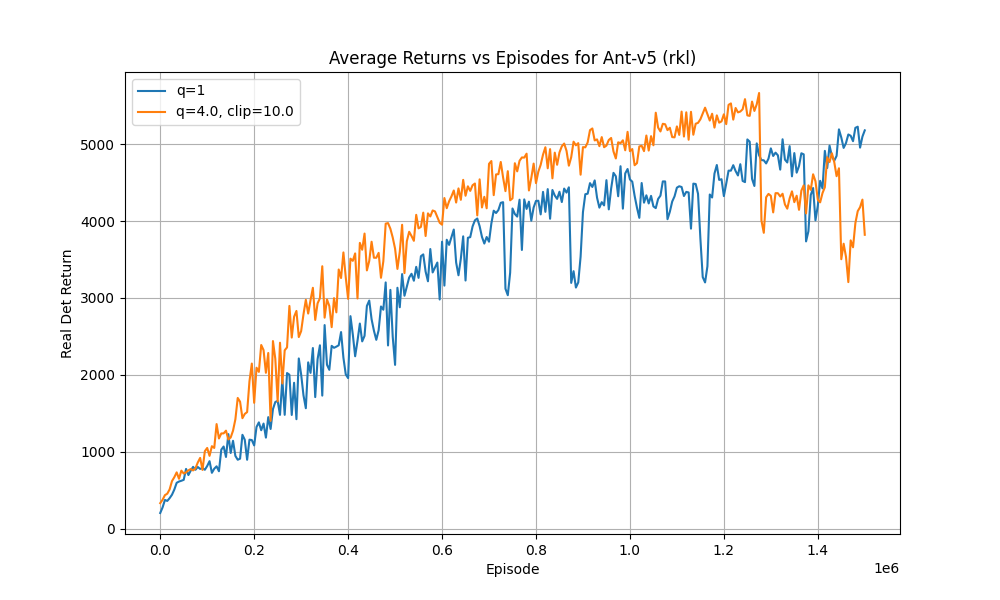 Average Returns vs Episodes for Ant-v5 (rkl)
q=1
q=4.0, clip=10.0
5000
4000
3000
2000
1000
0
Real Det Return
0.0 0.2 0.4 0.6 0.8 1.0 1.2 1.4
Episode
1e6